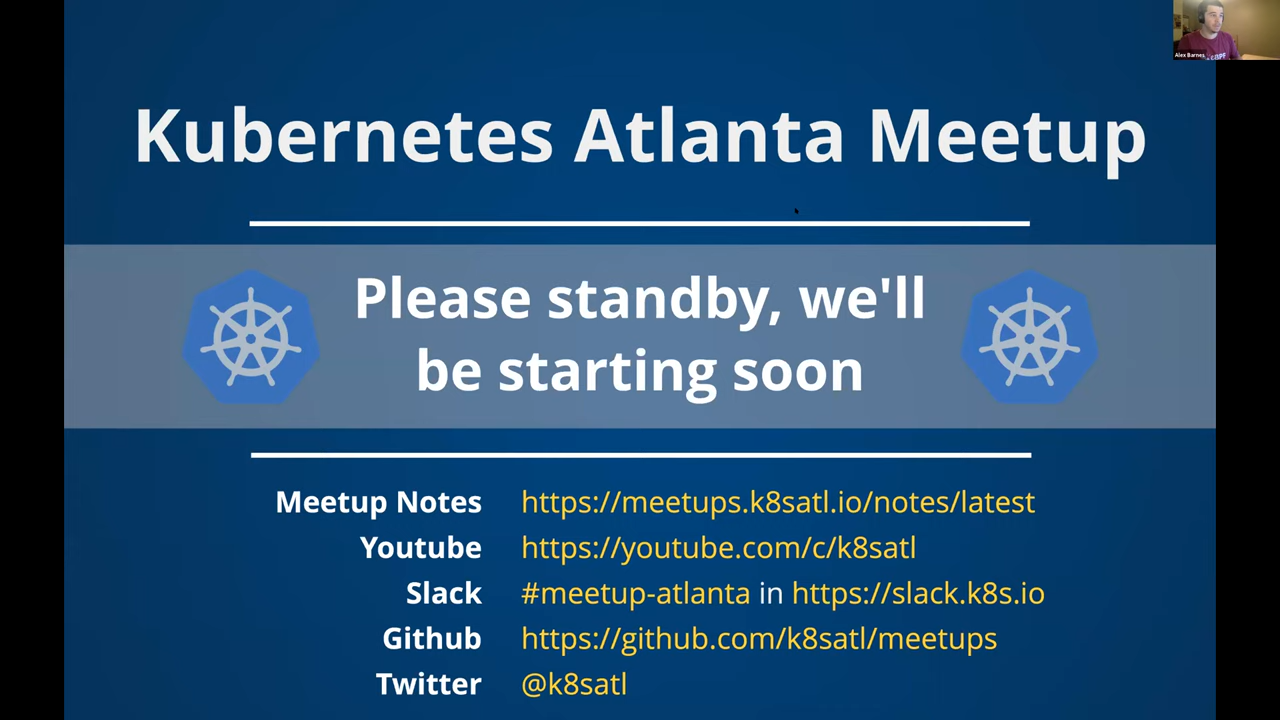 Kubernetes Atlanta Meetup
Please standby, we'll
be starting soon
Meetup Notes https://meetups.k8satl.io/notes/latest
Youtube https://youtube.com/c/k8satl
Slack #meetup-atlanta in https://slack.k8s.io
Github https://github.com/k8satl/meetups
Twitter @k8satl
Alex Barnes